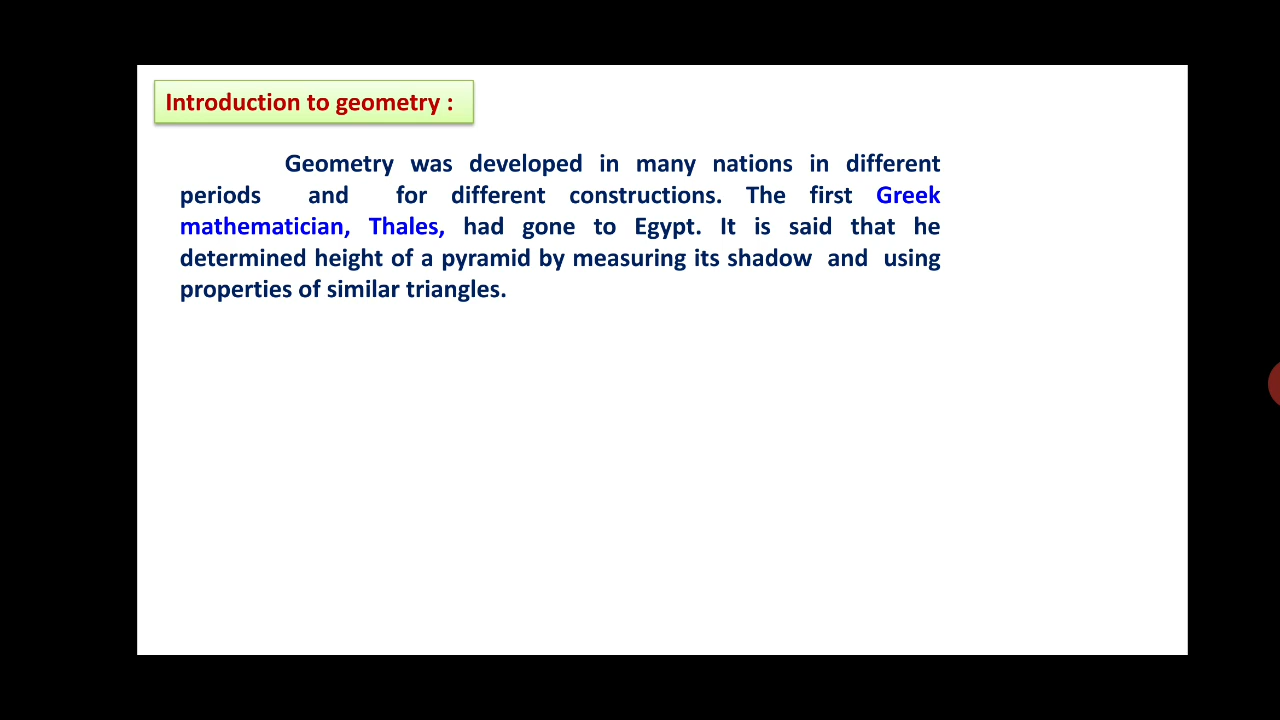 Introduction to geometry :
Geometry was developed in many nations in different
periods and for different constructions. The first Greek
mathematician, Thales, had gone to Egypt. It is said that he
determined height of a pyramid by measuring its shadow and using
properties of similar triangles.